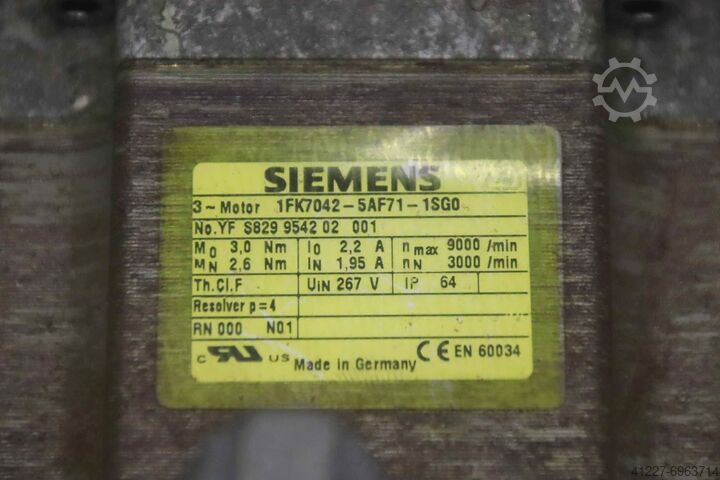 SIEMENS
3~Motor 1FK7042-5AF71-1SG0
No.YF S829 9542 02 001
M0 3,0 Nm I0 2,2 A n max 9000 /min
MN 2,6 Nm IN 1,95 A nN 3000 /min
Th.Cl.F UIN 267 V IP 64
Resolver p=4
RN 000 N01
C RU US Made in Germany CE EN 60034
41227-6963714